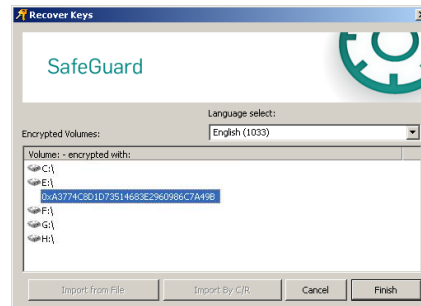 Recover Keys
SafeGuard
Language select:
Encrypted Volumes:
English (1033)
Volume: - encrypted with:
C:\
E:\
0xA3774C8D1D73514683E2960986C7A49B
F:\
G:\
H:\
Import from File
Import By C/R
Cancel
Finish